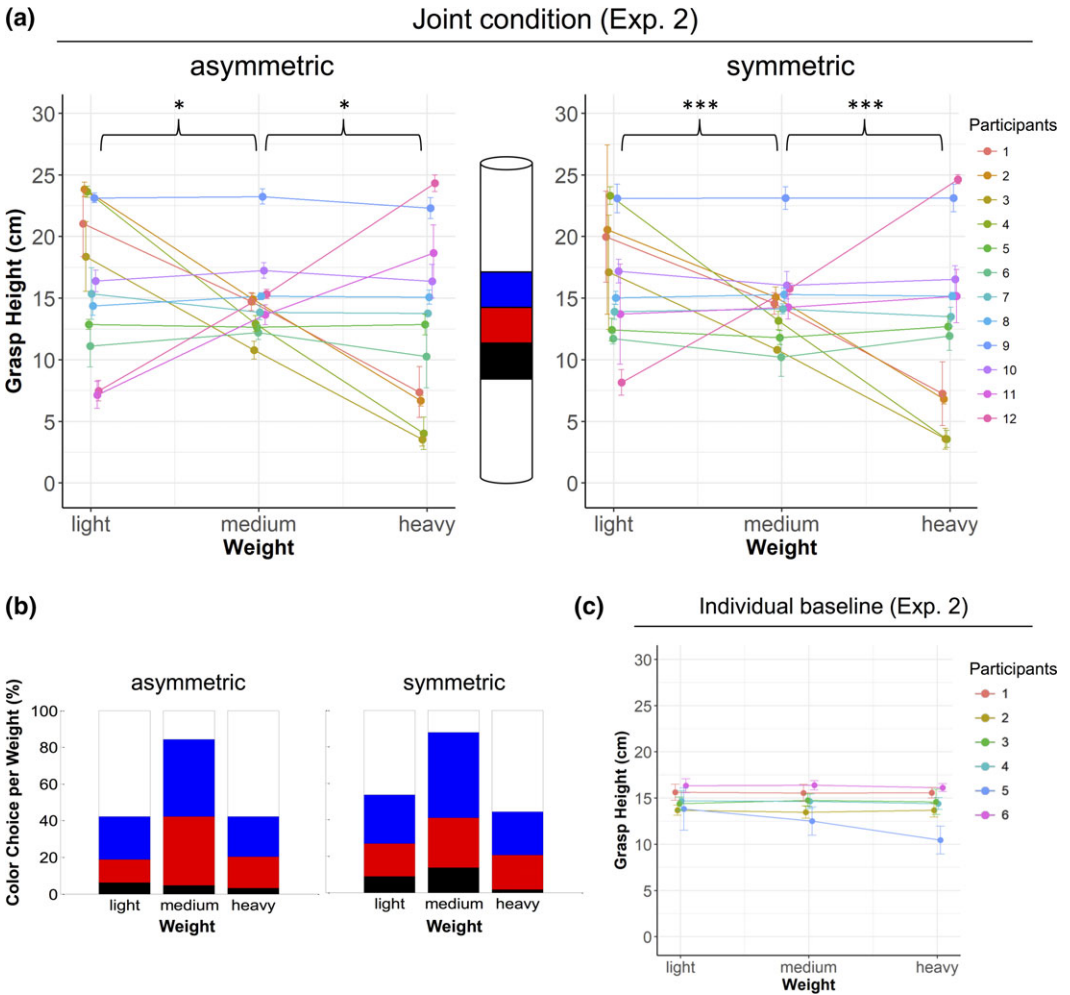 (a)
Joint condition (Exp. 2)
asymmetric
symmetric
* *
*** ***
Grasp Height (cm)
30
25
20
15
10
5
0
light medium heavy
Weight
30
25
20
15
10
5
0
light medium heavy
Weight
Participants
1
2
3
4
5
6
7
8
9
10
11
12
(b)
asymmetric
symmetric
Color Choice per Weight (%)
100
80
60
40
20
0
light medium heavy
Weight
light medium heavy
Weight
(c)
Individual baseline (Exp. 2)
Grasp Height (cm)
30
25
20
15
10
5
0
light medium heavy
Weight
Participants
1
2
3
4
5
6